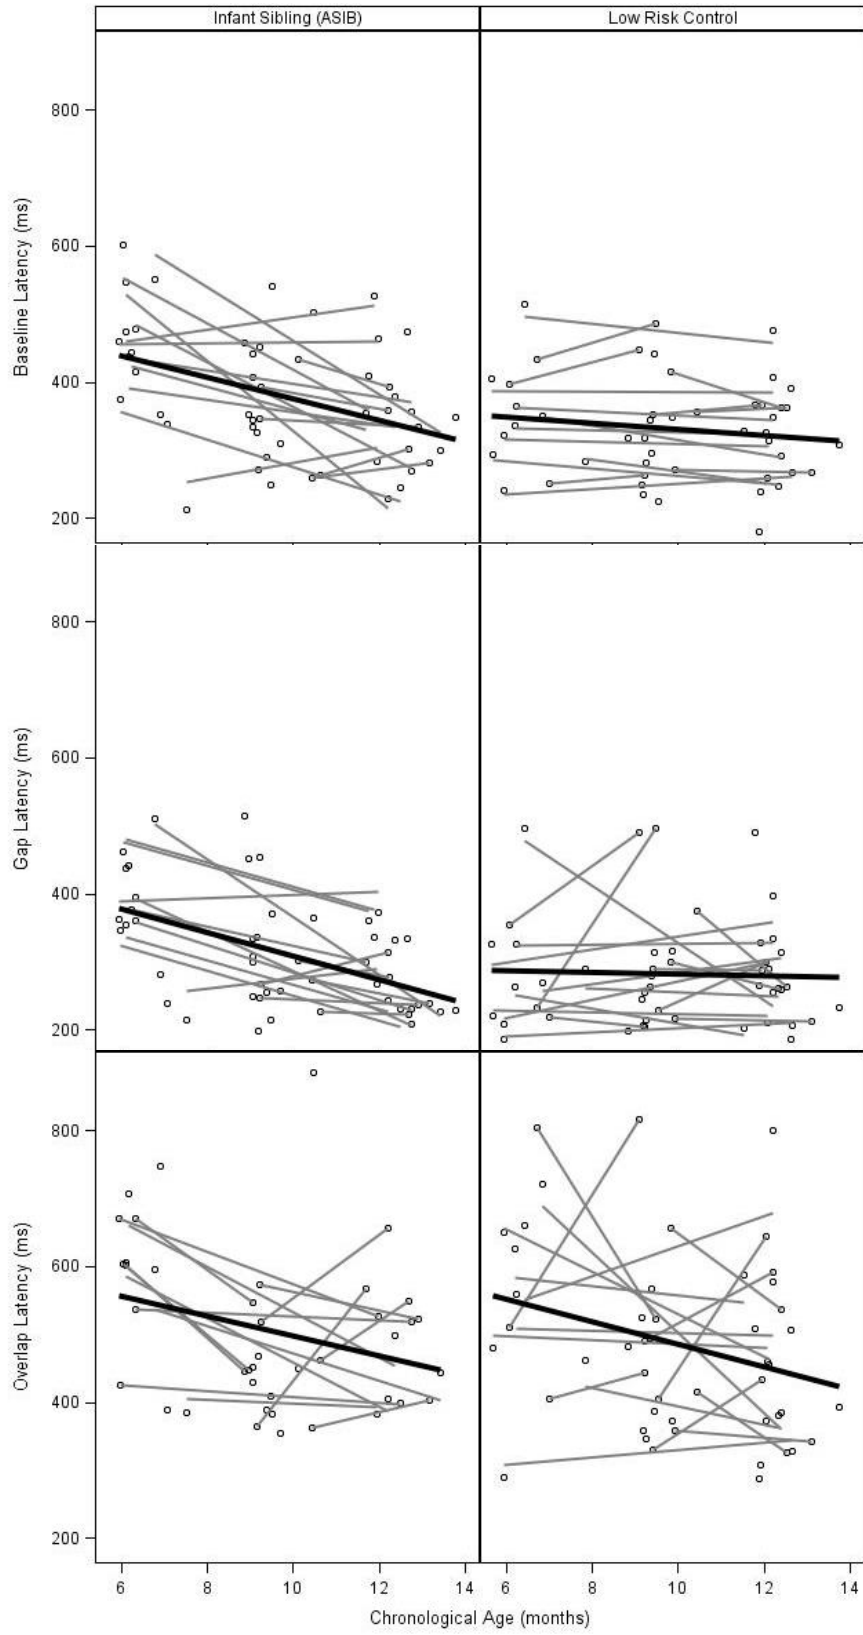 Infant Sibling (ASIB) Low Risk Control
800
600
400
200
Baseline Latency (ms)
800
600
400
200
Gap Latency (ms)
800
600
400
200
Overlap Latency (ms)
6 8 10 12 14 6 8 10 12 14
Chronological Age (months)